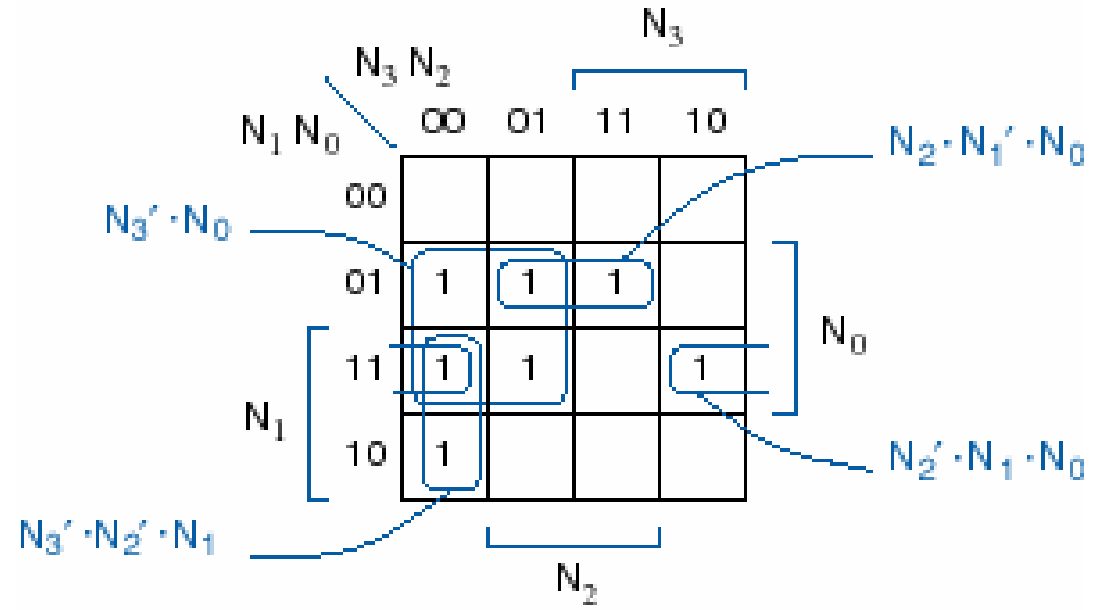 N₃
N₃ N₂
N₁ N₀ 00 01 11 10
N₂ · N₁′ · N₀
00
N₃′ · N₀
01 1 1 1
N₀
11 1 1 1
N₁
10 1
N₂′ · N₁ · N₀
N₃′ · N₂′ · N₁
N₂